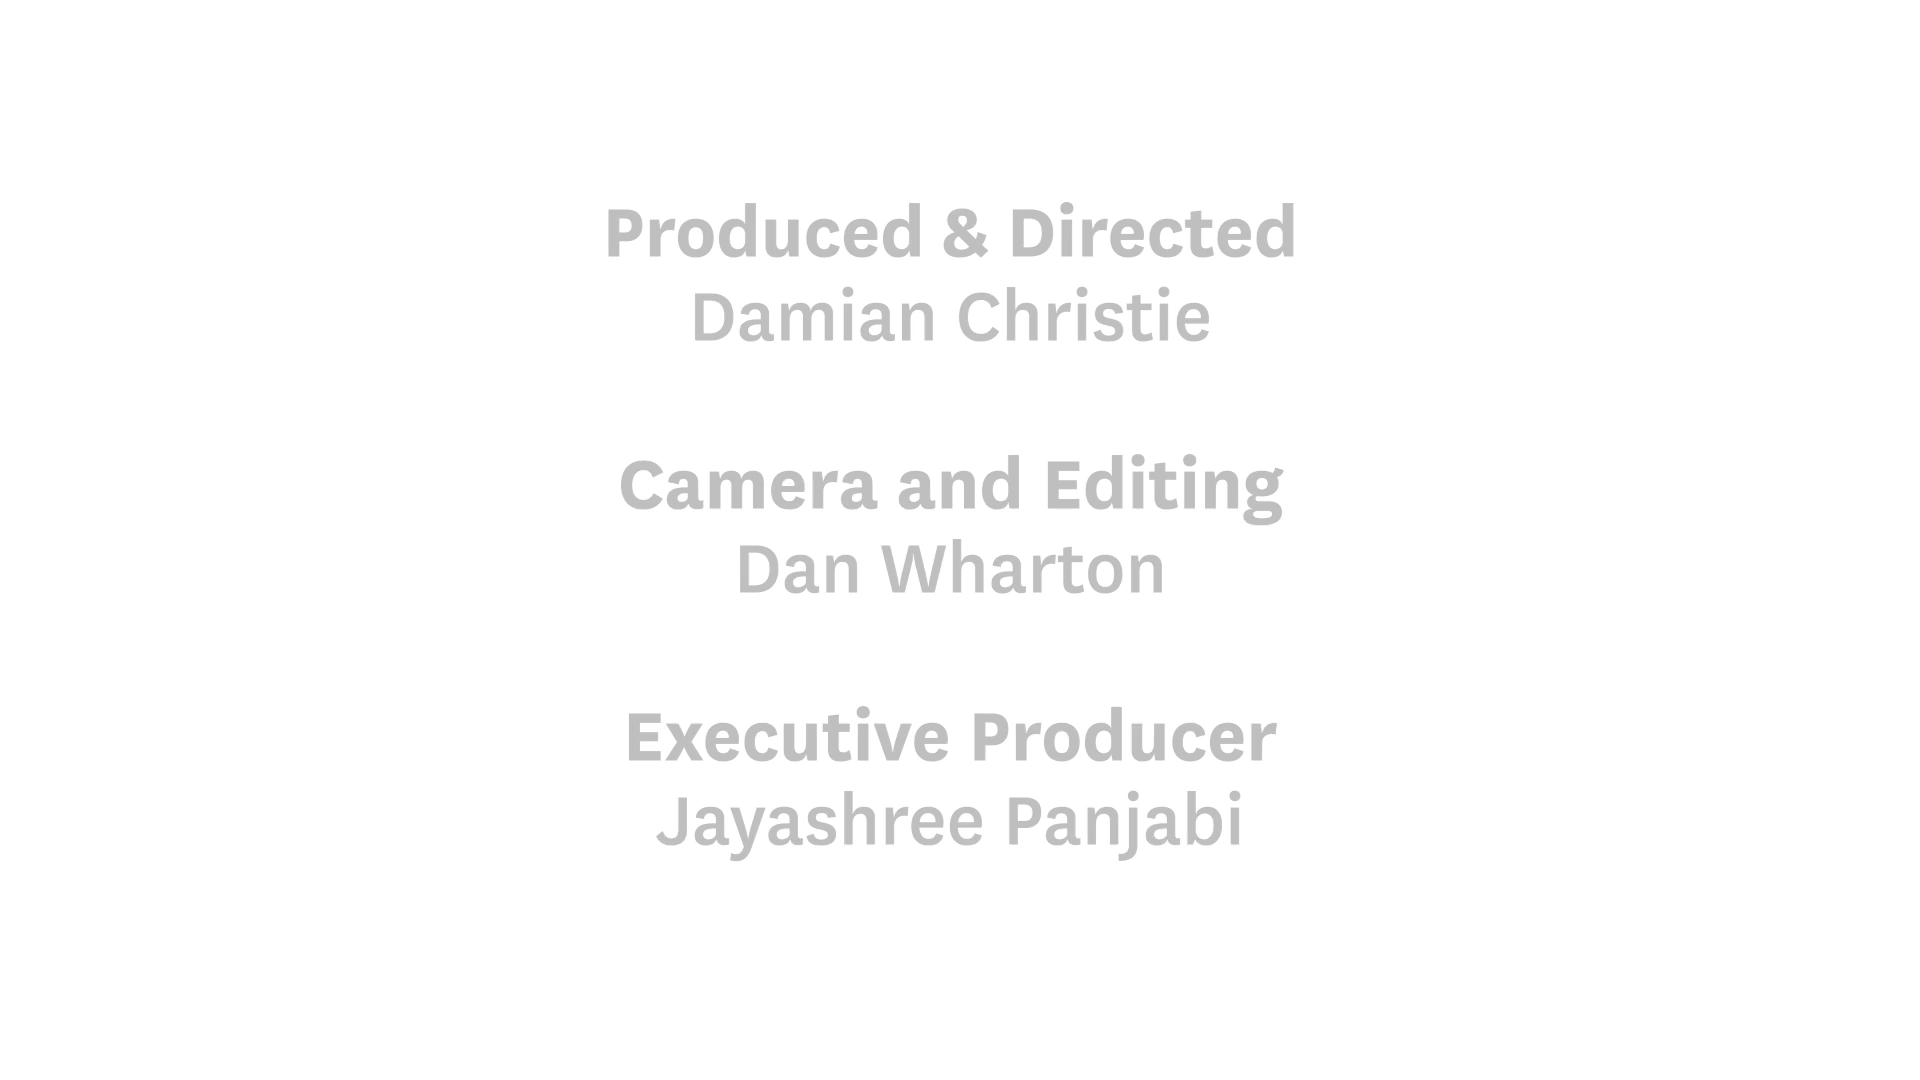 Produced & Directed
Damian Christie
Camera and Editing
Dan Wharton
Executive Producer
Jayashree Panjabi